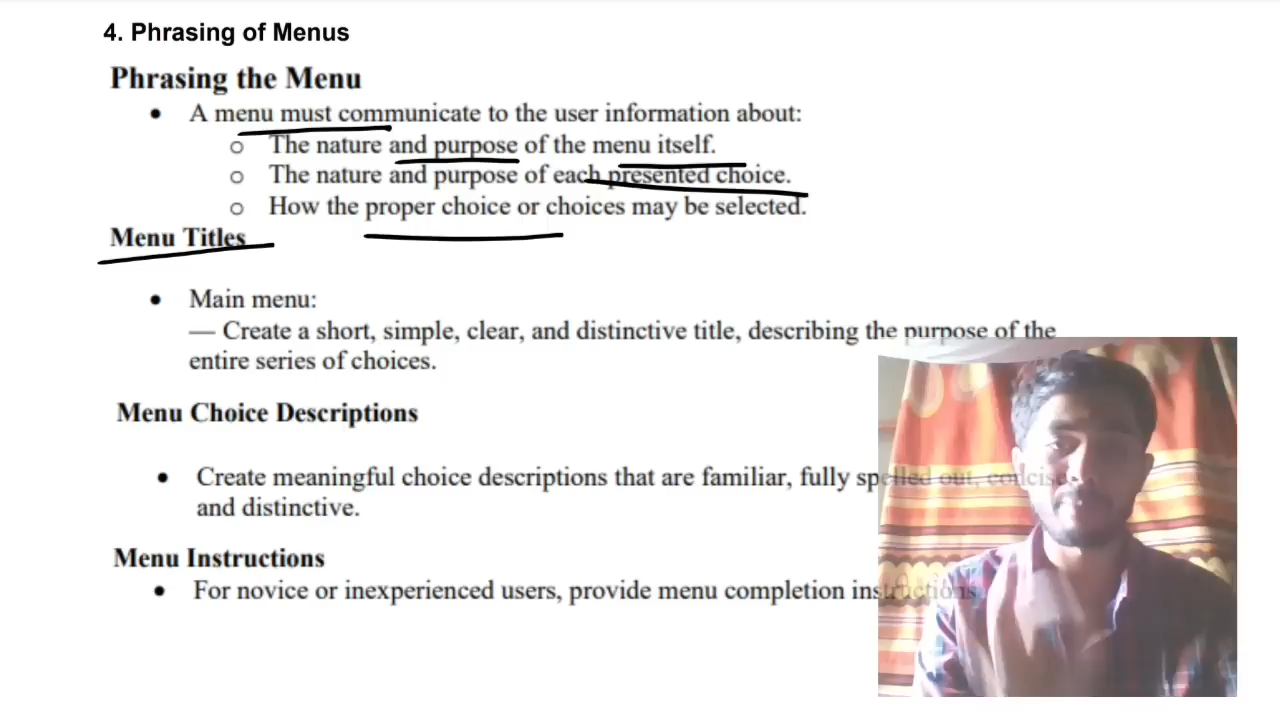 4. Phrasing of Menus
Phrasing the Menu
• A menu must communicate to the user information about:
o The nature and purpose of the menu itself.
o The nature and purpose of each presented choice.
o How the proper choice or choices may be selected.
Menu Titles
• Main menu:
— Create a short, simple, clear, and distinctive title, describing the purpose of the
entire series of choices.
Menu Choice Descriptions
• Create meaningful choice descriptions that are familiar, fully spelled out, concise
and distinctive.
Menu Instructions
• For novice or inexperienced users, provide menu completion instructions